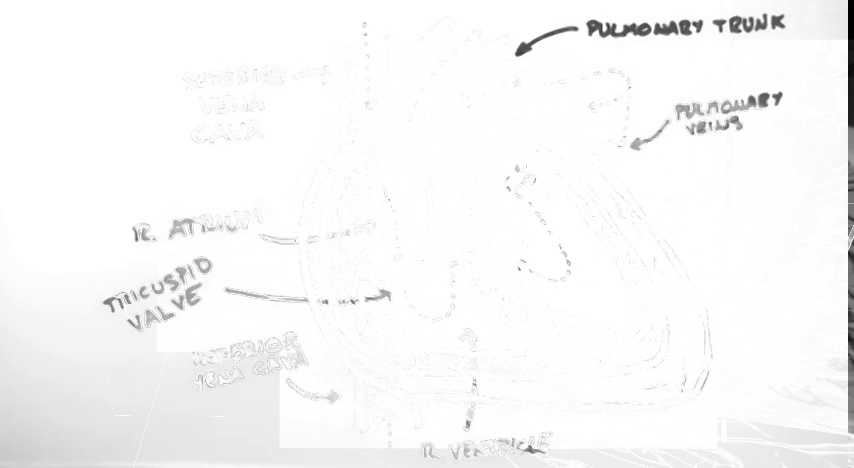 PULMONARY TRUNK
SUPERIOR
VENA
CAVA
PULMONARY
VEINS
R. ATRIUM
TRICUSPID
VALVE
INFERIOR
VENA CAVA
R. VENTRICLE